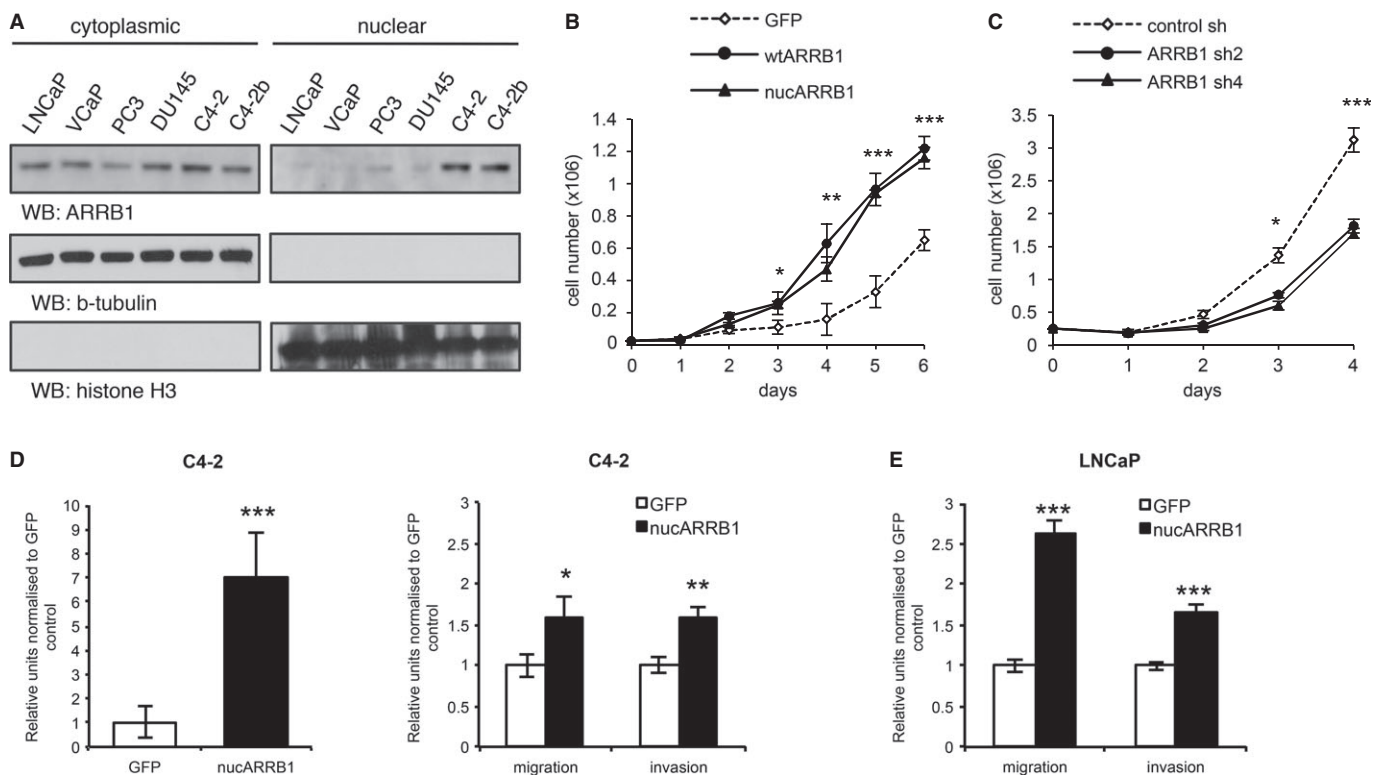 A
cytoplasmic
nuclear
LNCaP
VCaP
PC3
DU145
C4-2
C4-2b
LNCaP
VCaP
PC3
DU145
C4-2
C4-2b
WB: ARRB1
WB: b-tubulin
WB: histone H3
B
GFP
wtARRB1
nucARRB1
cell number (x106)
1.4
1.2
1
0.8
0.6
0.4
0.2
0
*
**
***
***
0 1 2 3 4 5 6
days
C
control sh
ARRB1 sh2
ARRB1 sh4
cell number (x106)
3.5
3
2.5
2
1.5
1
0.5
0
*
***
0 1 2 3 4
days
D
C4-2
Relative units normalised to GFP
control
10
9
8
7
6
5
4
3
2
1
0
***
GFP nucARRB1
C4-2
GFP
nucARRB1
Relative units normalised to GFP
control
3
2.5
2
1.5
1
0.5
0
*
**
migration invasion
E
LNCaP
GFP
nucARRB1
Relative units normalised to GFP
control
3
2.5
2
1.5
1
0.5
0
***
***
migration invasion